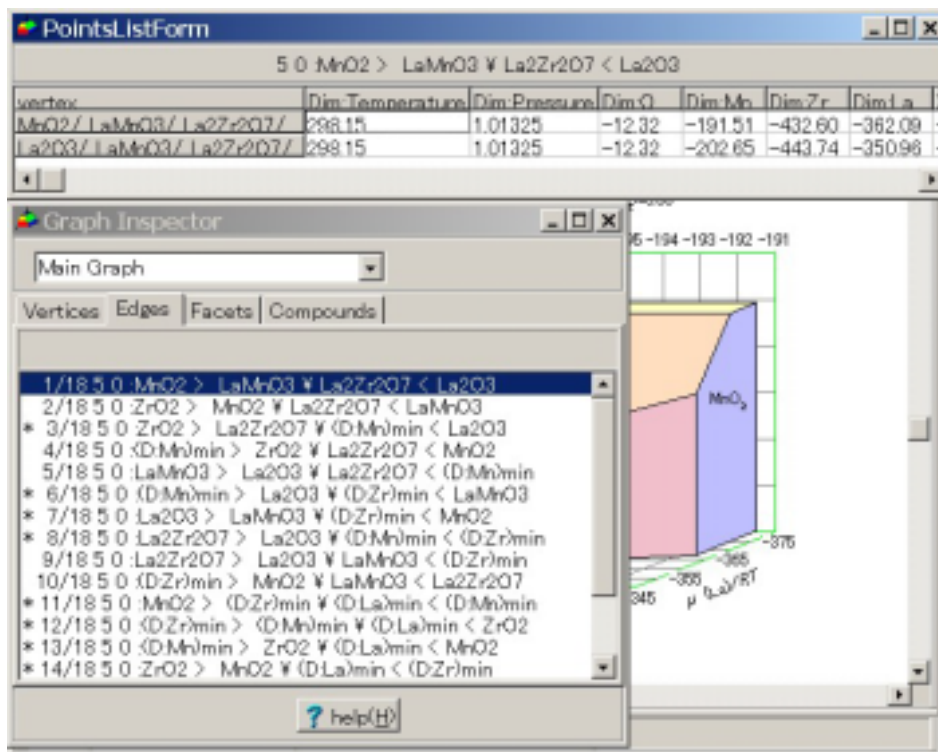 PointsListForm
5 0 :MnO2 > LaMnO3 ¥ La2Zr2O7 < La2O3
vertex Dim:Temperature Dim:Pressure Dim:O Dim:Mn Dim:Zr Dim:La
MnO2/ LaMnO3/ La2Zr2O7/ 298.15 1.01325 -12.32 -191.51 -432.60 -362.09
La2O3/ LaMnO3/ La2Zr2O7/ 298.15 1.01325 -12.32 -202.65 -443.74 -350.96
Graph Inspector
-194 -193 -192 -191
Main Graph
Vertices Edges Facets Compounds
1/18 5 0 :MnO2 > LaMnO3 ¥ La2Zr2O7 < La2O3
2/18 5 0 :ZrO2 > MnO2 ¥ La2Zr2O7 < LaMnO3
* 3/18 5 0 :ZrO2 > La2Zr2O7 ¥ (D:Mn)min < La2O3
4/18 5 0 :(D:Mn)min > ZrO2 ¥ La2Zr2O7 < MnO2
5/18 5 0 :LaMnO3 > La2O3 ¥ La2Zr2O7 < (D:Mn)min
* 6/18 5 0 :(D:Mn)min > La2O3 ¥ (D:Zr)min < LaMnO3
* 7/18 5 0 :La2O3 > LaMnO3 ¥ (D:Zr)min < MnO2
* 8/18 5 0 :La2Zr2O7 > La2O3 ¥ (D:Mn)min < (D:Zr)min
9/18 5 0 :La2Zr2O7 > La2O3 ¥ LaMnO3 < (D:Zr)min
10/18 5 0 :(D:Zr)min > MnO2 ¥ LaMnO3 < La2Zr2O7
* 11/18 5 0 :MnO2 > (D:Zr)min ¥ (D:La)min < (D:Mn)min
* 12/18 5 0 :(D:Zr)min > (D:Mn)min ¥ (D:La)min < ZrO2
* 13/18 5 0 :(D:Mn)min > ZrO2 ¥ (D:La)min < MnO2
* 14/18 5 0 :ZrO2 > MnO2 ¥ (D:La)min < (D:Zr)min
MnO₂
-375
-365
-355
345
μ (La)/RT
help(H)